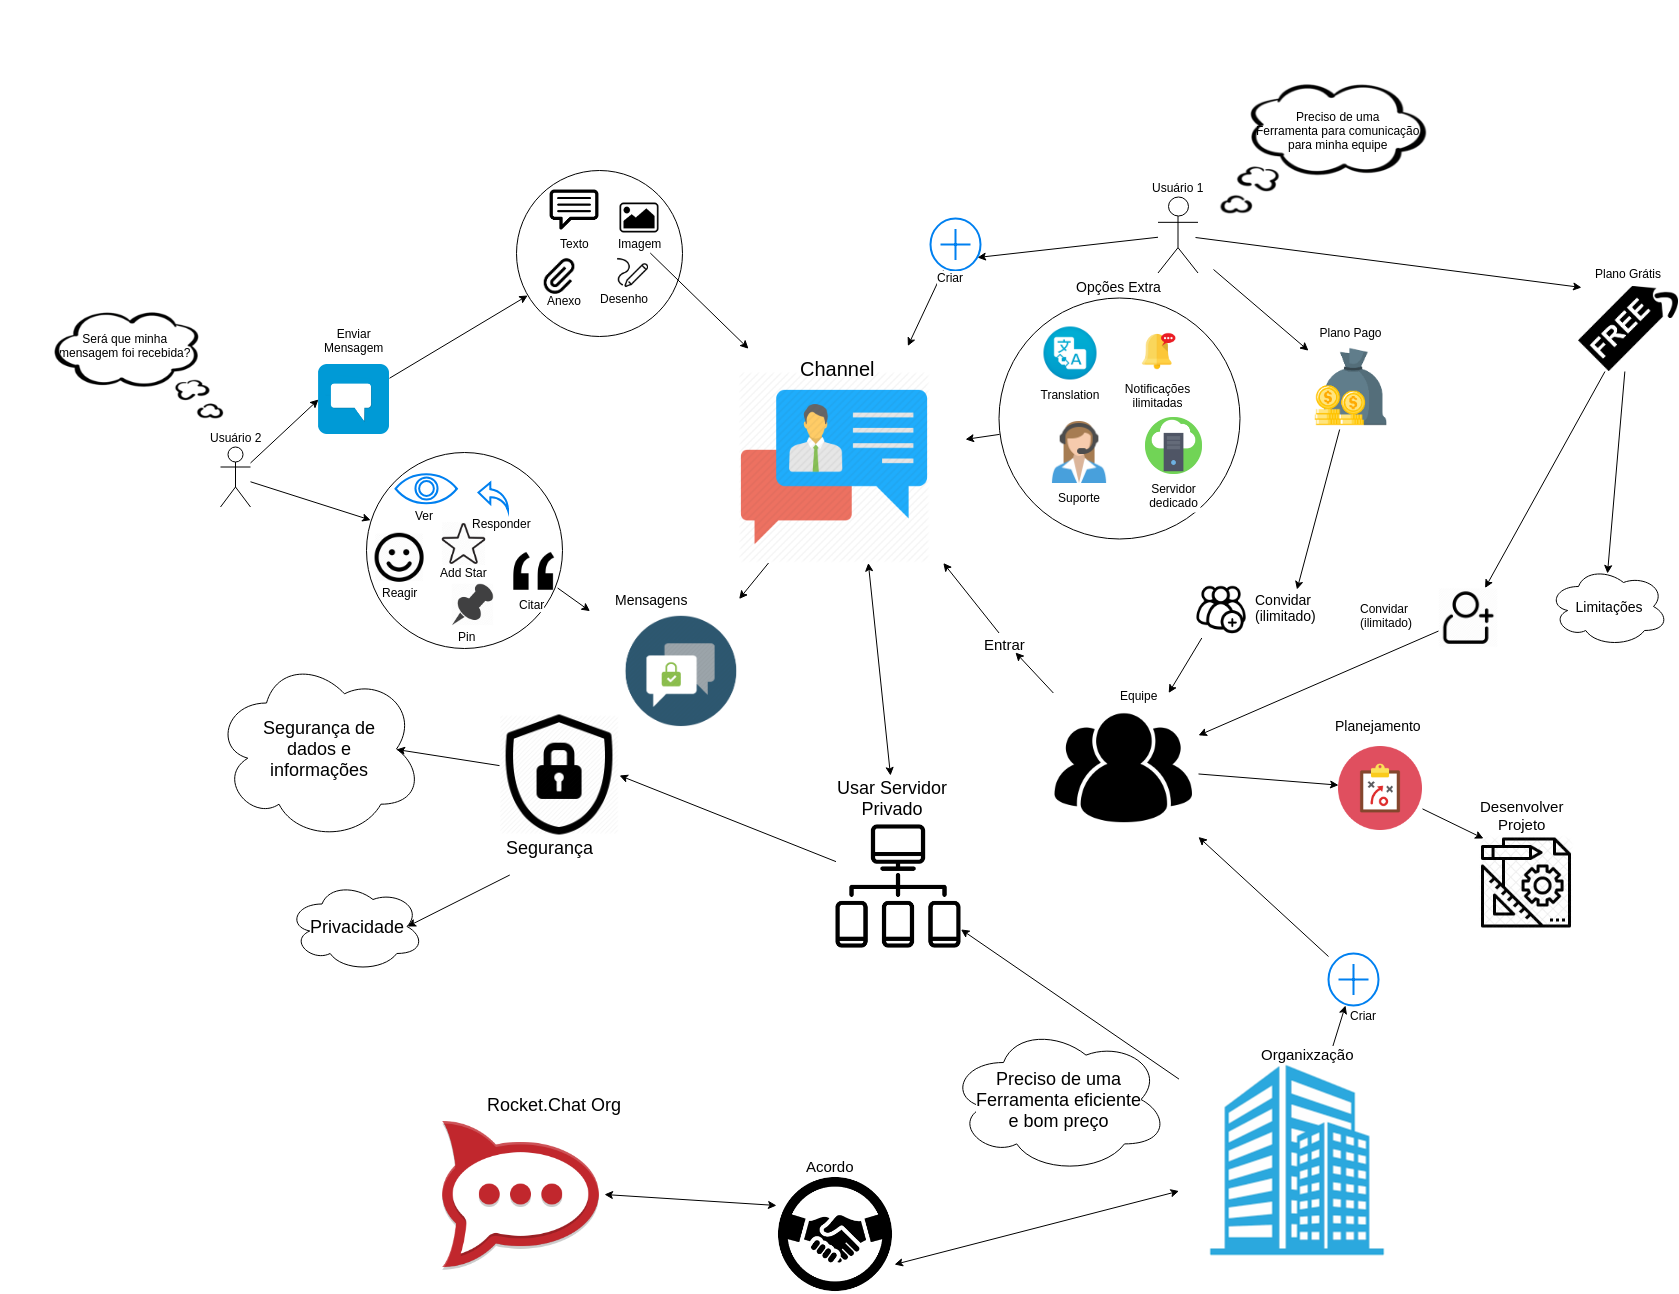 Preciso de uma
Ferramenta para comunicação
para minha equipe
Usuário 1
Texto
Imagem
Anexo
Desenho
Criar
Opções Extra
Plano Grátis
FREE
Será que minha
mensagem foi recebida?
Enviar
Mensagem
Plano Pago
Channel
Translation
Notificações
ilimitadas
Suporte
Servidor
dedicado
Usuário 2
Ver
Responder
Add Star
Reagir
Citar
Pin
Mensagens
Entrar
Convidar
(ilimitado)
Convidar
(ilimitado)
Limitações
Equipe
Planejamento
Segurança de
dados e
informações
Usar Servidor
Privado
Desenvolver
Projeto
Segurança
Privacidade
Criar
Organixzação
Preciso de uma
Ferramenta eficiente
e bom preço
Rocket.Chat Org
Acordo